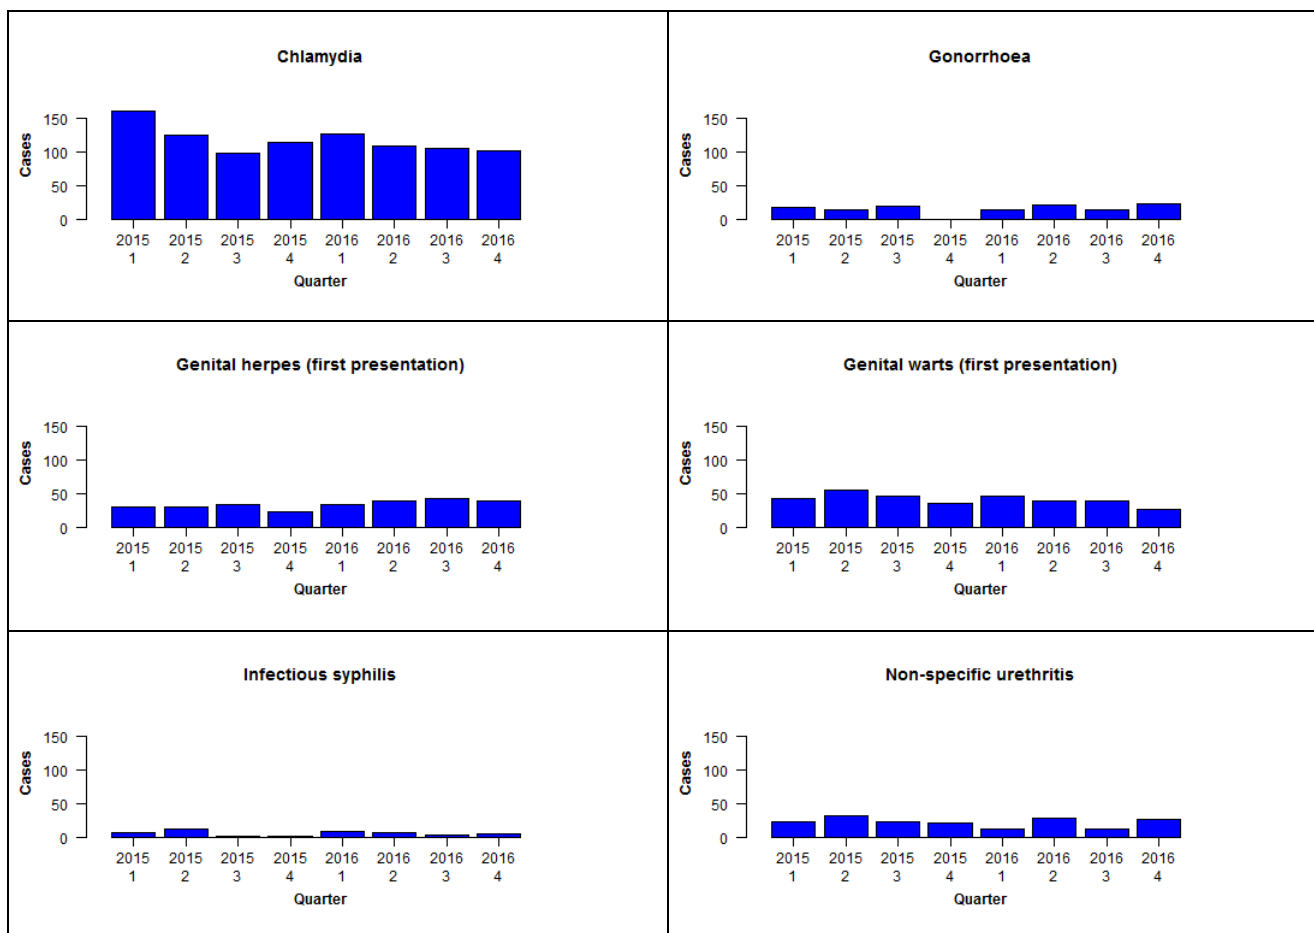 Chlamydia
Cases
150
100
50
0
2015 2015 2015 2015 2016 2016 2016 2016
1 2 3 4 1 2 3 4
Quarter
Gonorrhoea
Cases
150
100
50
0
2015 2015 2015 2015 2016 2016 2016 2016
1 2 3 4 1 2 3 4
Quarter
Genital herpes (first presentation)
Cases
150
100
50
0
2015 2015 2015 2015 2016 2016 2016 2016
1 2 3 4 1 2 3 4
Quarter
Genital warts (first presentation)
Cases
150
100
50
0
2015 2015 2015 2015 2016 2016 2016 2016
1 2 3 4 1 2 3 4
Quarter
Infectious syphilis
Cases
150
100
50
0
2015 2015 2015 2015 2016 2016 2016 2016
1 2 3 4 1 2 3 4
Quarter
Non-specific urethritis
Cases
150
100
50
0
2015 2015 2015 2015 2016 2016 2016 2016
1 2 3 4 1 2 3 4
Quarter